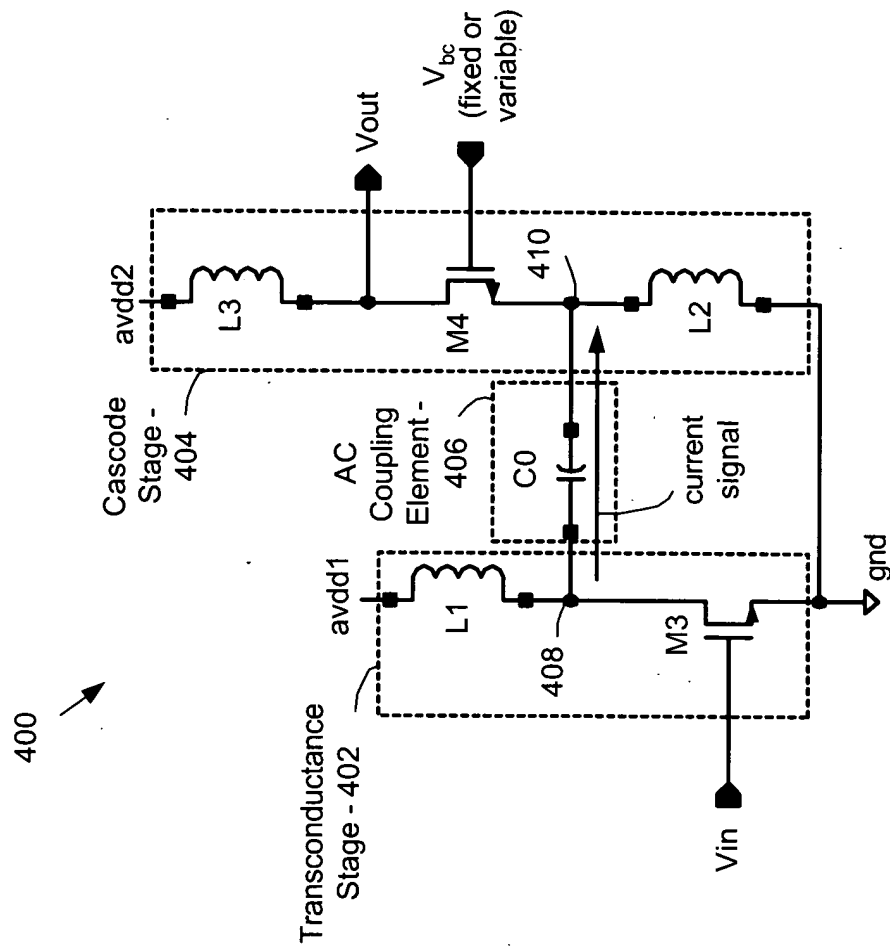 400
Transconductance
Stage - 402
Cascode
Stage -
404
AC
Coupling
Element -
406
avdd1
avdd2
L1
L3
408
C0
M3
Vin
current
signal
gnd
M4
410
L2
Vout
V_bc
(fixed or
variable)